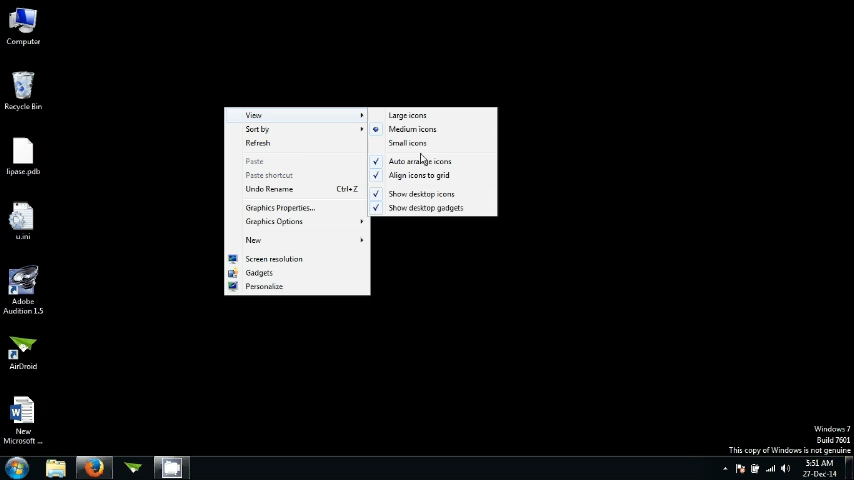 Computer
Recycle Bin
lipase.pdb
u.ini
Adobe
Audition 1.5
AirDroid
New
Microsoft ...
View
Sort by
Refresh
Paste
Paste shortcut
Undo Rename Ctrl+Z
Graphics Properties...
Graphics Options
New
Screen resolution
Gadgets
Personalize
Large icons
Medium icons
Small icons
Auto arrange icons
Align icons to grid
Show desktop icons
Show desktop gadgets
Windows 7
Build 7601
This copy of Windows is not genuine
5:51 AM
27-Dec-14